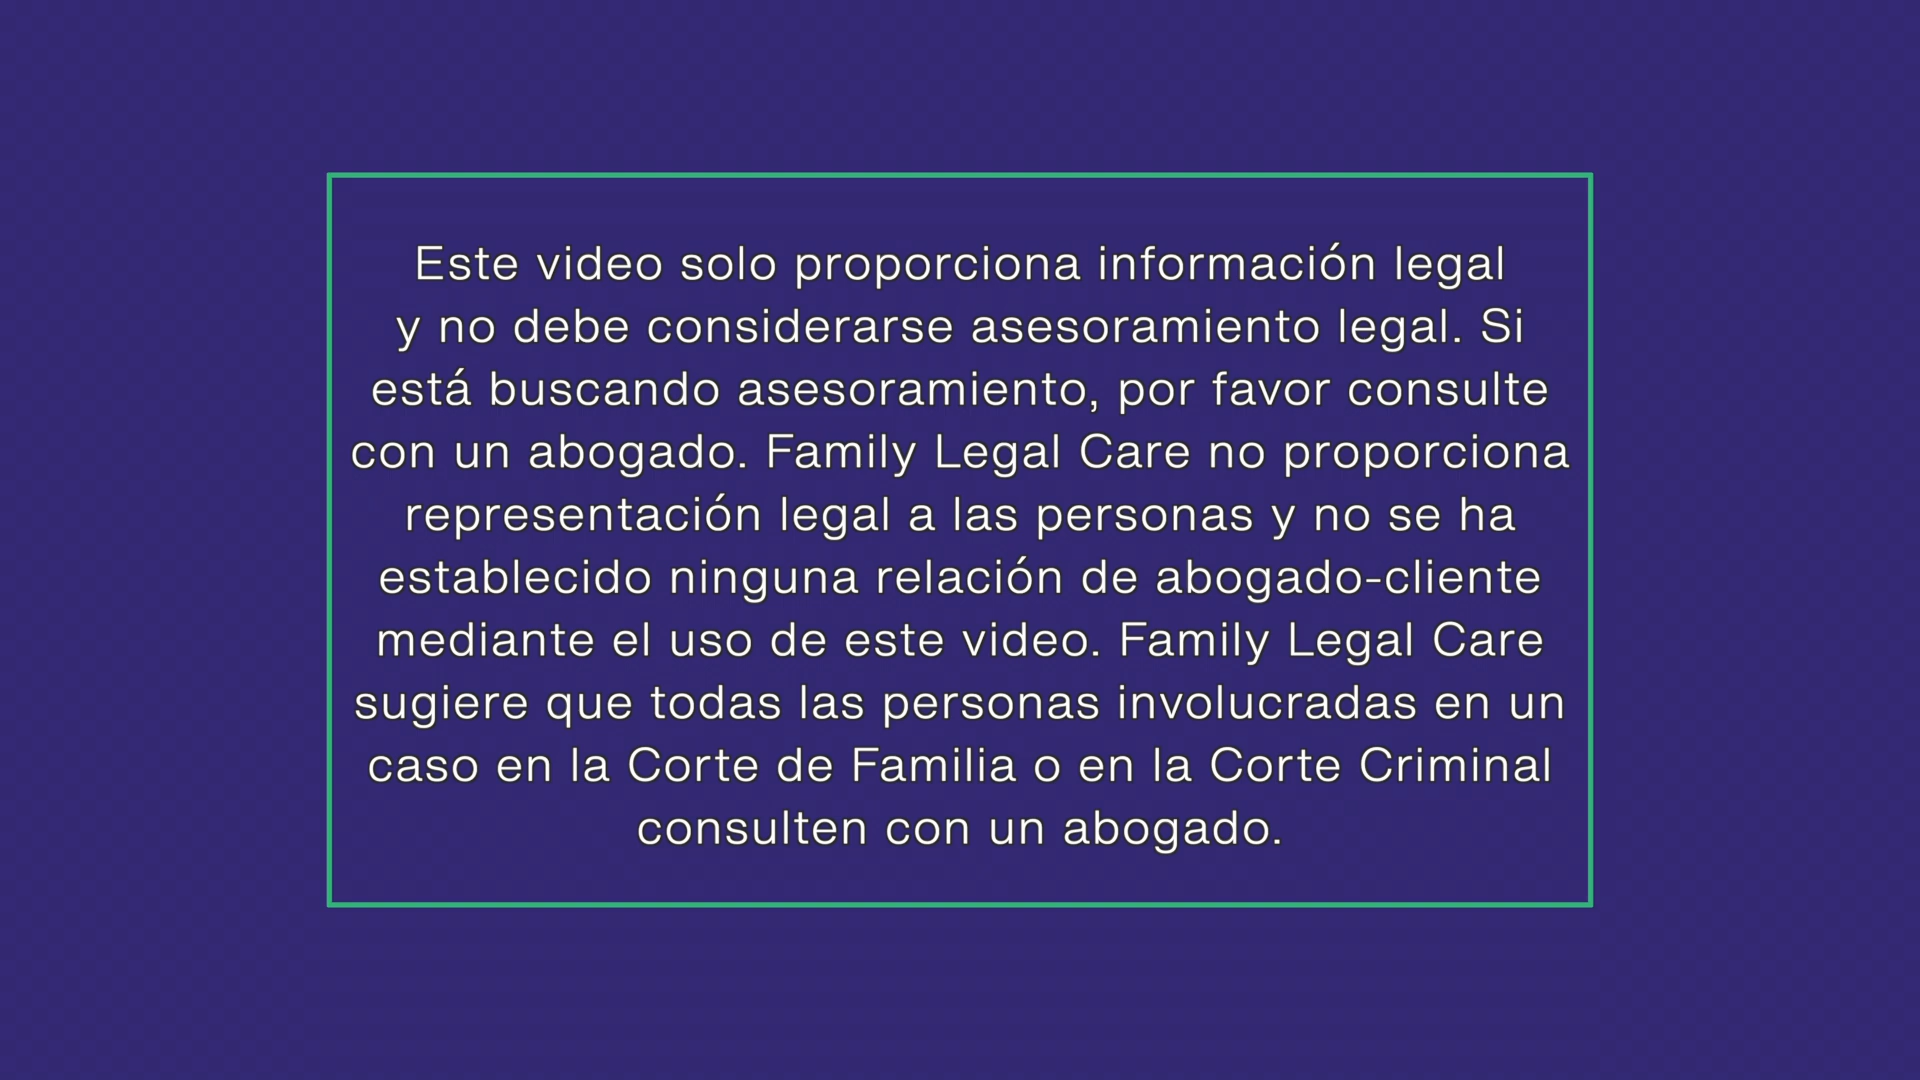 Este video solo proporciona información legal
y no debe considerarse asesoramiento legal. Si
está buscando asesoramiento, por favor consulte
con un abogado. Family Legal Care no proporciona
representación legal a las personas y no se ha
establecido ninguna relación de abogado-cliente
mediante el uso de este video. Family Legal Care
sugiere que todas las personas involucradas en un
caso en la Corte de Familia o en la Corte Criminal
consulten con un abogado.